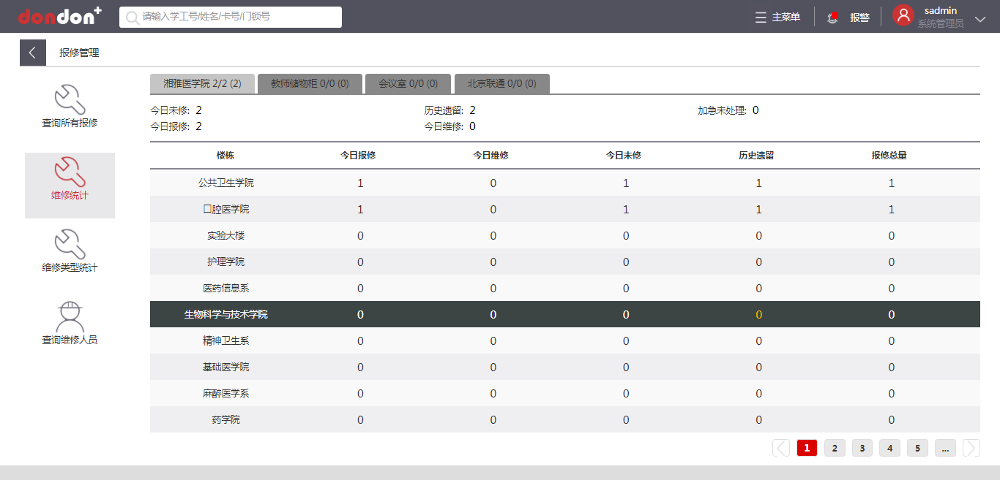 dondon+
请输入学工号/姓名/卡号/门锁号
主菜单
报警
sadmin
系统管理员
报修管理
查询所有报修
维修统计
维修类型统计
查询维修人员
湘雅医学院 2/2 (2) 教师储物柜 0/0 (0) 会议室 0/0 (0) 北京联通 0/0 (0)
今日未修: 2 历史遗留: 2 加急未处理: 0
今日报修: 2 今日维修: 0
楼栋 今日报修 今日维修 今日未修 历史遗留 报修总量
公共卫生学院 1 0 1 1 1
口腔医学院 1 0 1 1 1
实验大楼 0 0 0 0 0
护理学院 0 0 0 0 0
医药信息系 0 0 0 0 0
生物科学与技术学院 0 0 0 0 0
精神卫生系 0 0 0 0 0
基础医学院 0 0 0 0 0
麻醉医学系 0 0 0 0 0
药学院 0 0 0 0 0
1 2 3 4 5 ...